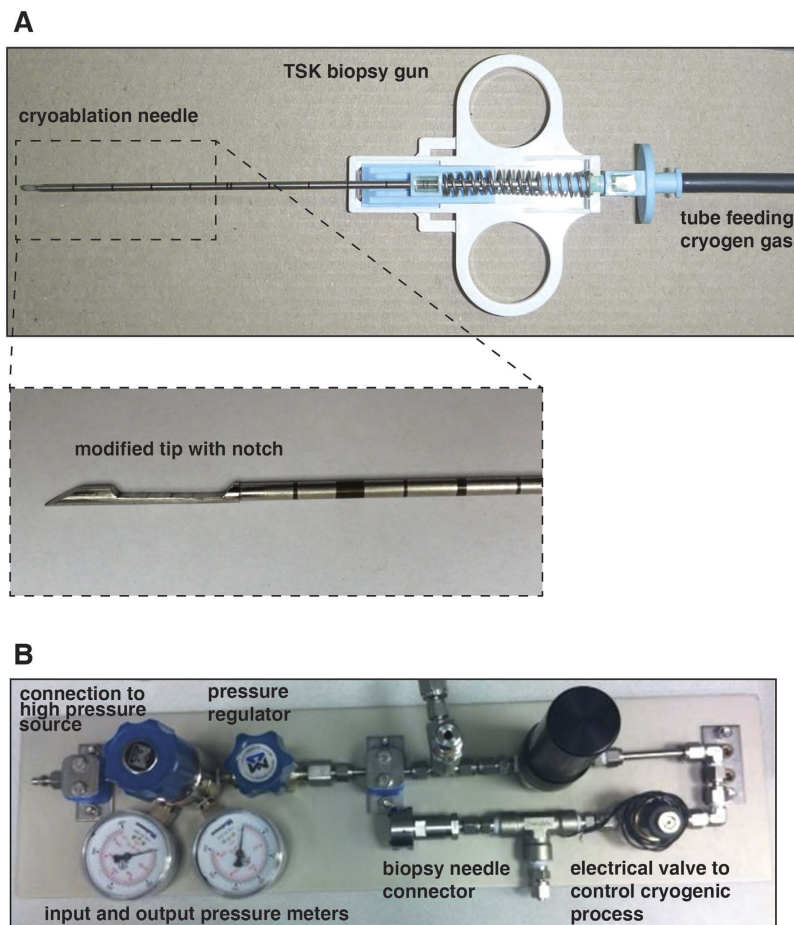 A
TSK biopsy gun
cryoablation needle
tube feeding
cryogen gas
modified tip with notch
B
connection to
high pressure
source
pressure
regulator
biopsy needle
connector
electrical valve to
control cryogenic
process
input and output pressure meters